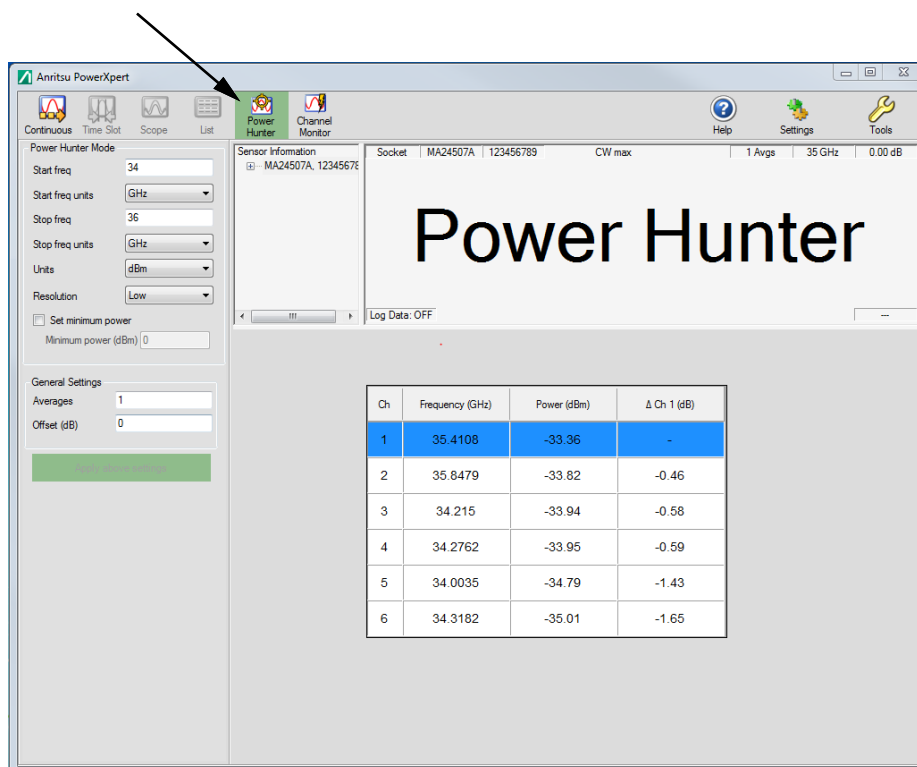 Anritsu PowerXpert
Continuous Time Slot Scope List Power Hunter Channel Monitor Help Settings Tools
Power Hunter Mode
Start freq 34
Start freq units GHz
Stop freq 36
Stop freq units GHz
Units dBm
Resolution Low
Set minimum power
Minimum power (dBm) 0
General Settings
Averages 1
Offset (dB) 0
Apply above settings
Sensor Information
MA24507A, 12345678
Socket MA24507A 123456789 CW max 1 Avgs 35 GHz 0.00 dB
Power Hunter
Log Data: OFF --
Ch Frequency (GHz) Power (dBm) Δ Ch 1 (dB)
1 35.4108 -33.36 -
2 35.8479 -33.82 -0.46
3 34.215 -33.94 -0.58
4 34.2762 -33.95 -0.59
5 34.0035 -34.79 -1.43
6 34.3182 -35.01 -1.65